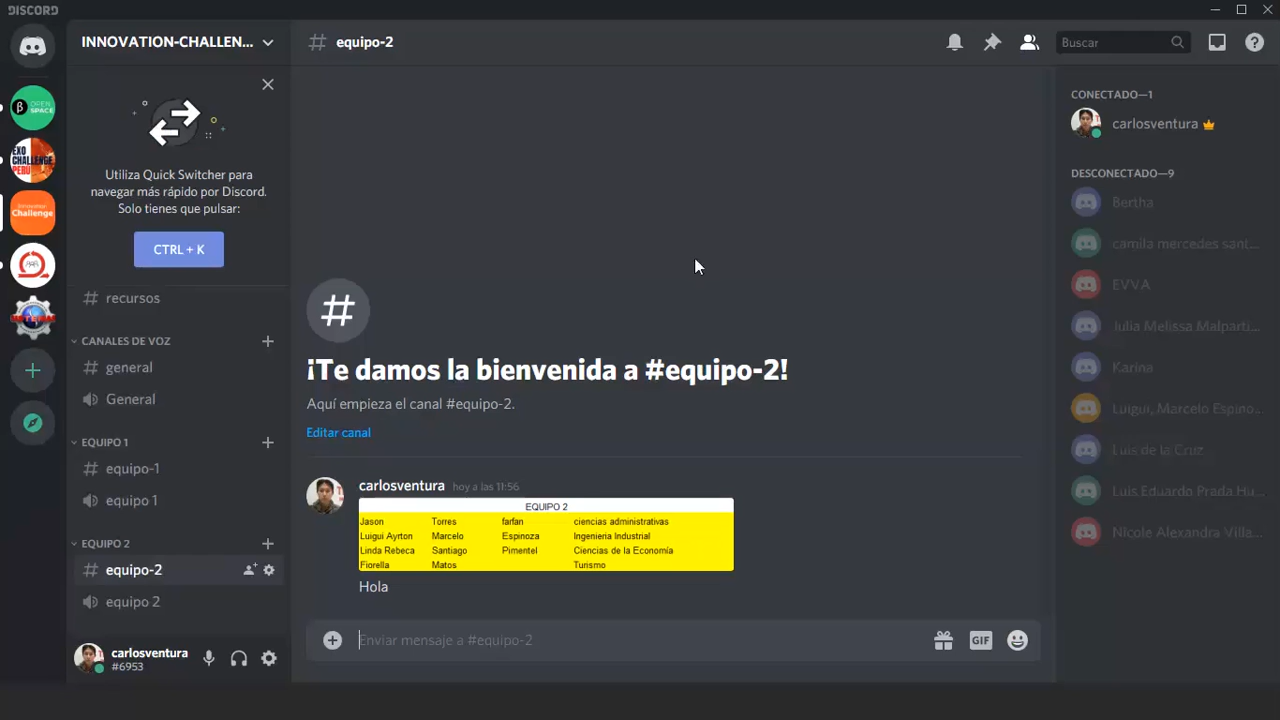 DISCORD
INNOVATION-CHALLEN...
equipo-2
Buscar
OPEN
SPACE
EXO
CHALLENGE
PERÚ
Challenge
Utiliza Quick Switcher para
navegar más rápido por Discord.
Solo tienes que pulsar:
CTRL + K
recursos
CANALES DE VOZ
general
General
EQUIPO 1
equipo-1
equipo 1
EQUIPO 2
equipo-2
equipo 2
carlosventura
#6953
¡Te damos la bienvenida a #equipo-2!
Aquí empieza el canal #equipo-2.
Editar canal
carlosventura hoy a las 11:56
EQUIPO 2
Jason Torres farfan ciencias administrativas
Luigui Ayrton Marcelo Espinoza Ingenieria Industrial
Linda Rebeca Santiago Pimentel Ciencias de la Economía
Fiorella Matos Turismo
Hola
Enviar mensaje a #equipo-2
GIF
CONECTADO—1
carlosventura
DESCONECTADO—9
Bertha
camila mercedes sant...
EVVA
Julia Melissa Malparti...
Karina
Luigui, Marcelo Espino...
Luis de la Cruz
Luis Eduardo Prada Hu...
Nicole Alexandra Villa...